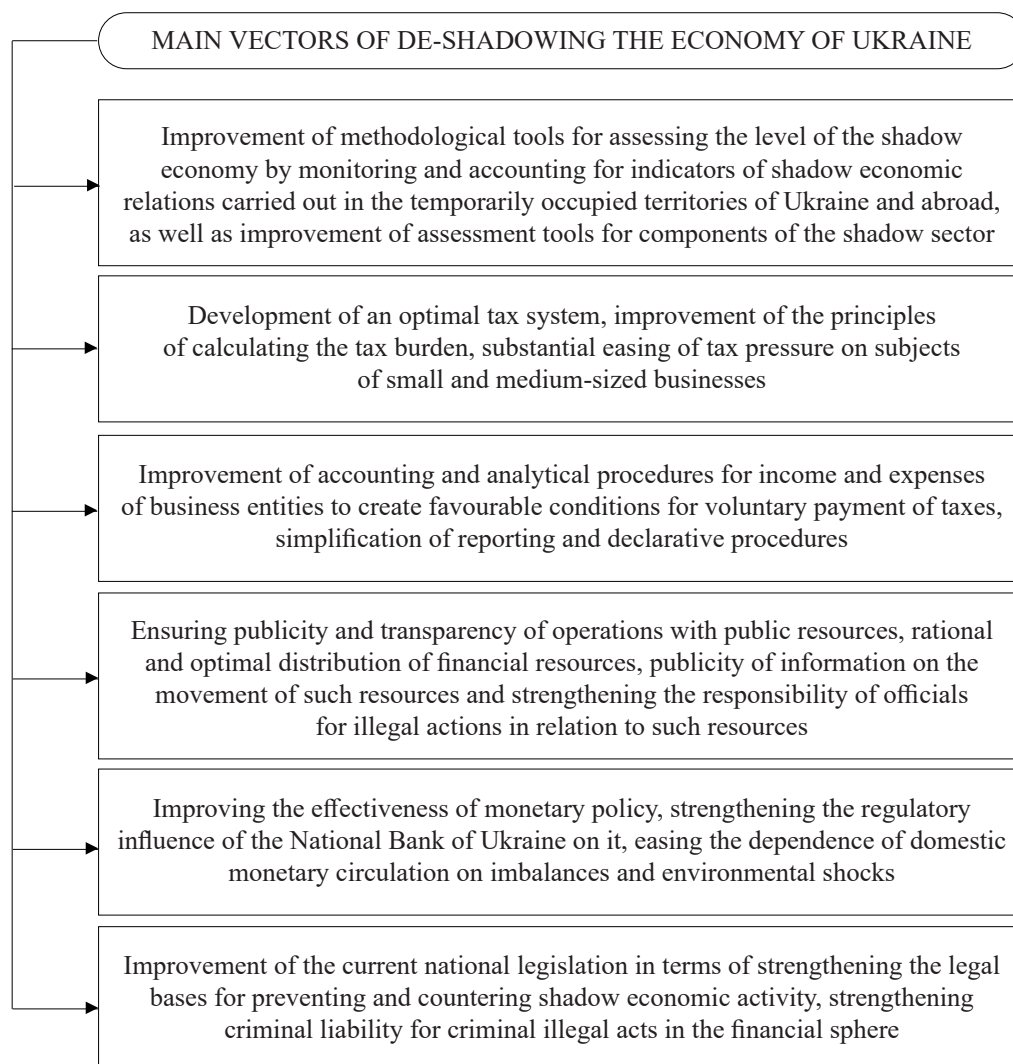 MAIN VECTORS OF DE-SHADOWING THE ECONOMY OF UKRAINE
Improvement of methodological tools for assessing the level of the shadow
economy by monitoring and accounting for indicators of shadow economic
relations carried out in the temporarily occupied territories of Ukraine and abroad,
as well as improvement of assessment tools for components of the shadow sector
Development of an optimal tax system, improvement of the principles
of calculating the tax burden, substantial easing of tax pressure on subjects
of small and medium-sized businesses
Improvement of accounting and analytical procedures for income and expenses
of business entities to create favourable conditions for voluntary payment of taxes,
simplification of reporting and declarative procedures
Ensuring publicity and transparency of operations with public resources, rational
and optimal distribution of financial resources, publicity of information on the
movement of such resources and strengthening the responsibility of officials
for illegal actions in relation to such resources
Improving the effectiveness of monetary policy, strengthening the regulatory
influence of the National Bank of Ukraine on it, easing the dependence of domestic
monetary circulation on imbalances and environmental shocks
Improvement of the current national legislation in terms of strengthening the legal
bases for preventing and countering shadow economic activity, strengthening
criminal liability for criminal illegal acts in the financial sphere